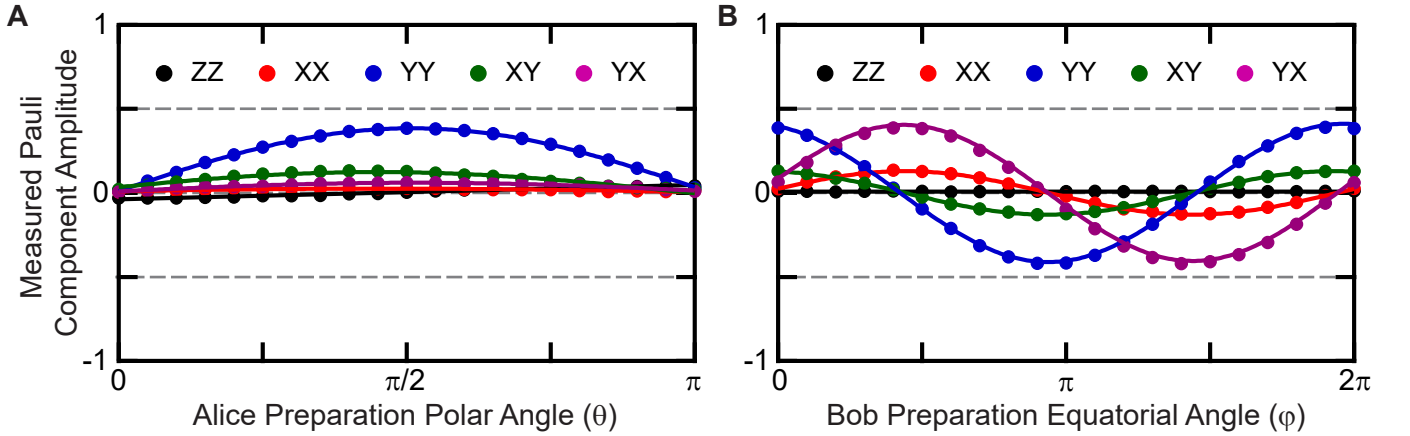 A
B
Measured Pauli
Component Amplitude
1
0
-1
ZZ XX YY XY YX
0 π/2 π
Alice Preparation Polar Angle (θ)
1
0
-1
ZZ XX YY XY YX
0 π 2π
Bob Preparation Equatorial Angle (φ)